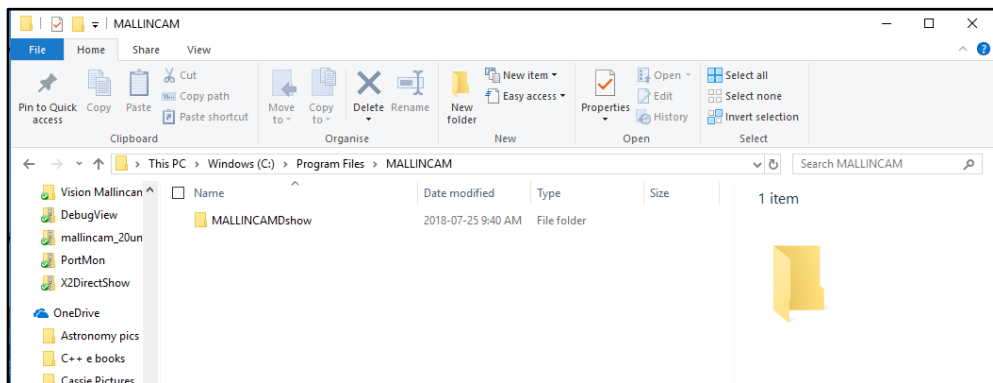 MALLINCAM
File Home Share View
Pin to Quick access
Copy
Paste
Cut
Copy path
Paste shortcut
Clipboard
Move to
Copy to
Delete
Rename
Organise
New folder
New item
Easy access
New
Properties
Open
Edit
History
Open
Select all
Select none
Invert selection
Select
This PC > Windows (C:) > Program Files > MALLINCAM
Search MALLINCAM
Vision Mallincan
DebugView
mallincam_20un
PortMon
X2DirectShow
OneDrive
Astronomy pics
C++ e books
Cassie Pictures
Name Date modified Type Size
MALLINCAMDshow 2018-07-25 9:40 AM File folder
1 item